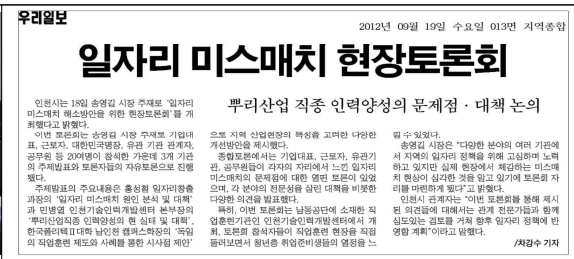 우리일보
2012년 09월 19일 수요일 013면 지역종합
일자리 미스매치 현장토론회
뿌리산업 직종 인력양성의 문제점·대책 논의
인천시는 18일 송영길 시장 주재로 '일자리
미스매치 해소방안을 위한 현장토론회'를 개
최했다고 밝혔다.
이번 토론회는 송영길 시장 주재로 기업대
표, 근로자, 대한민국명장, 유관 기관 관계자,
공무원 등 20여명이 참석한 가운데 3개 기관
의 주제발표와 토론자들의 자유토론으로 진행
됐다.
주제발표의 주요내용은 홍성험 일자리창출
과장의 '일자리 미스매치 원인 분석 및 대책'
과 민병열 인천기술인력개발센터 본부장의
'뿌리산업직종 인력양성의 현 실태 및 대책',
한국폴리텍Ⅱ대학 남인천 캠퍼스학장의 '독일
의 직업훈련 제도와 사례를 통한 시사점 제안'
으로 지역 산업현장의 특성을 고려한 다양한
개선방안을 제시했다.
종합토론에서는 기업대표, 근로자, 유관기
관, 공무원들이 각자의 자리에서 느낀 일자리
미스매치의 문제점에 대한 열띤 토론이 있었
으며, 각 분야의 전문성을 살린 대책을 비롯한
다양한 의견을 발표했다.
특히, 이번 토론회는 남동공단에 소재한 직
업훈련기관인 인천기술인력개발센터에서 개
최, 토론회 참석자들이 직업훈련 현장을 직접
둘러보면서 청년층 취업준비생들의 열정을 느
낄 수 있었다.
송영길 시장은 "다양한 분야의 여러 기관에
서 지역의 일자리 정책을 위해 고심하며 노력
하고 있지만 실제 현장에서 체감하는 미스매
치 현상이 심각한 것을 알고 있기에 토론회 자
리를 마련하게 됐다"고 밝혔다.
인천시 관계자는 "이번 토론회를 통해 제시
된 의견들에 대해서는 관계 전문가들과 함께
심도있는 검토를 거쳐 향후 일자리 정책에 반
영할 계획"이라고 말했다.
/차강수 기자